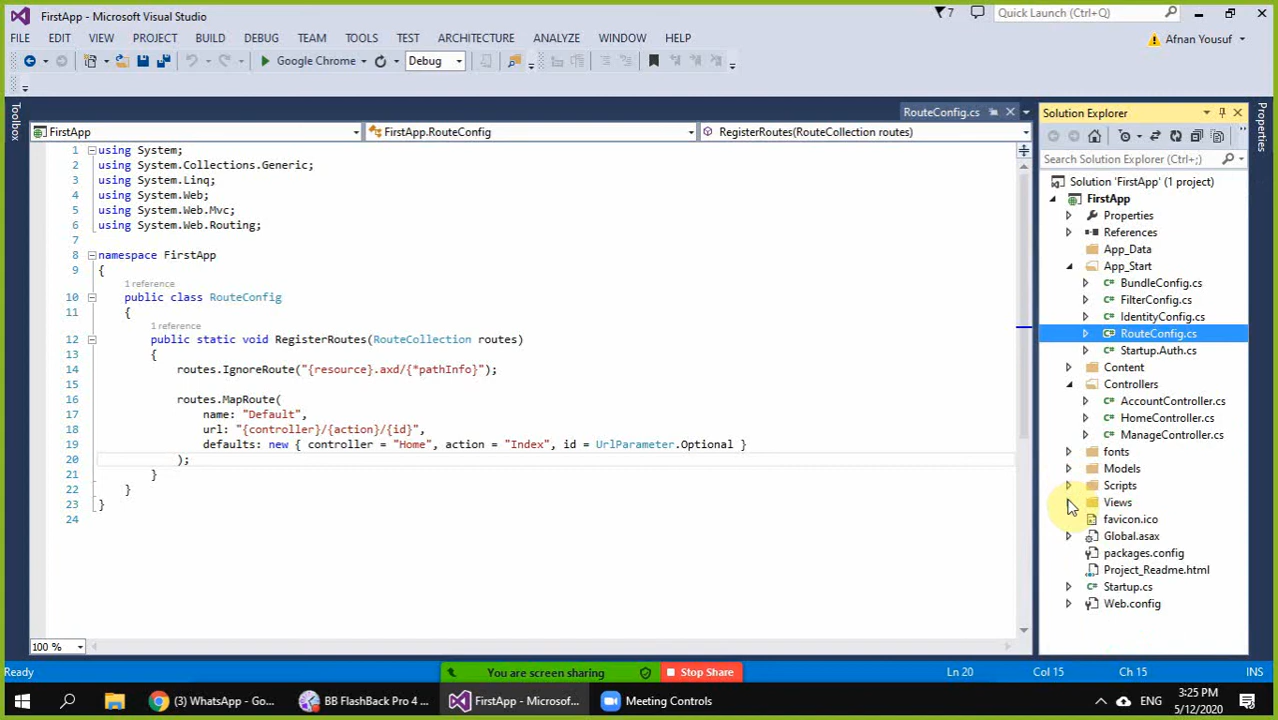 FirstApp - Microsoft Visual Studio
7
Quick Launch (Ctrl+Q)
FILE EDIT VIEW PROJECT BUILD DEBUG TEAM TOOLS TEST ARCHITECTURE ANALYZE WINDOW HELP
Afnan Yousuf
Google Chrome Debug
Toolbox
RouteConfig.cs
FirstApp FirstApp.RouteConfig RegisterRoutes(RouteCollection routes)
1 using System;
2 using System.Collections.Generic;
3 using System.Linq;
4 using System.Web;
5 using System.Web.Mvc;
6 using System.Web.Routing;
7
8 namespace FirstApp
9 {
1 reference
10 public class RouteConfig
11 {
1 reference
12 public static void RegisterRoutes(RouteCollection routes)
13 {
14 routes.IgnoreRoute("{resource}.axd/{*pathInfo}");
15
16 routes.MapRoute(
17 name: "Default",
18 url: "{controller}/{action}/{id}",
19 defaults: new { controller = "Home", action = "Index", id = UrlParameter.Optional }
20 );
21 }
22 }
23 }
24
100 %
Solution Explorer
Search Solution Explorer (Ctrl+;)
Solution 'FirstApp' (1 project)
FirstApp
Properties
References
App_Data
App_Start
C# BundleConfig.cs
C# FilterConfig.cs
C# IdentityConfig.cs
C# RouteConfig.cs
C# Startup.Auth.cs
Content
Controllers
C# AccountController.cs
C# HomeController.cs
C# ManageController.cs
fonts
Models
Scripts
Views
favicon.ico
Global.asax
packages.config
Project_Readme.html
C# Startup.cs
Web.config
Properties
Ready
You are screen sharing
Stop Share
Ln 20 Col 15 Ch 15 INS
(3) WhatsApp - Go...
BB FlashBack Pro 4 ...
FirstApp - Microsof...
Meeting Controls
ENG
3:25 PM
5/12/2020